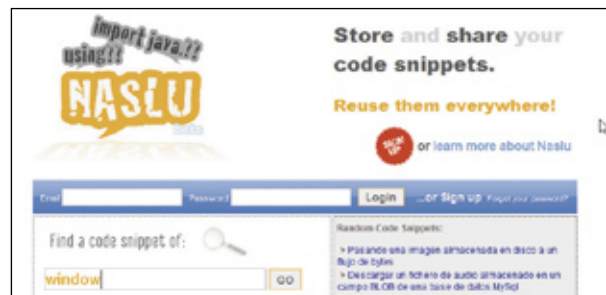 import java.??
using!!
NASLU
Beta
Store and share your
code snippets.
Reuse them everywhere!
SIGN UP
or learn more about Naslu
Email
Password
Login
...or Sign up
Forgot your password?
Find a code snippet of:
window
GO
Random Code Snippets:
> Pasando una imagen almacenada en disco a un
flujo de bytes
> Descargar un fichero de audio almacenado en un
campo BLOB de una base de datos MySql